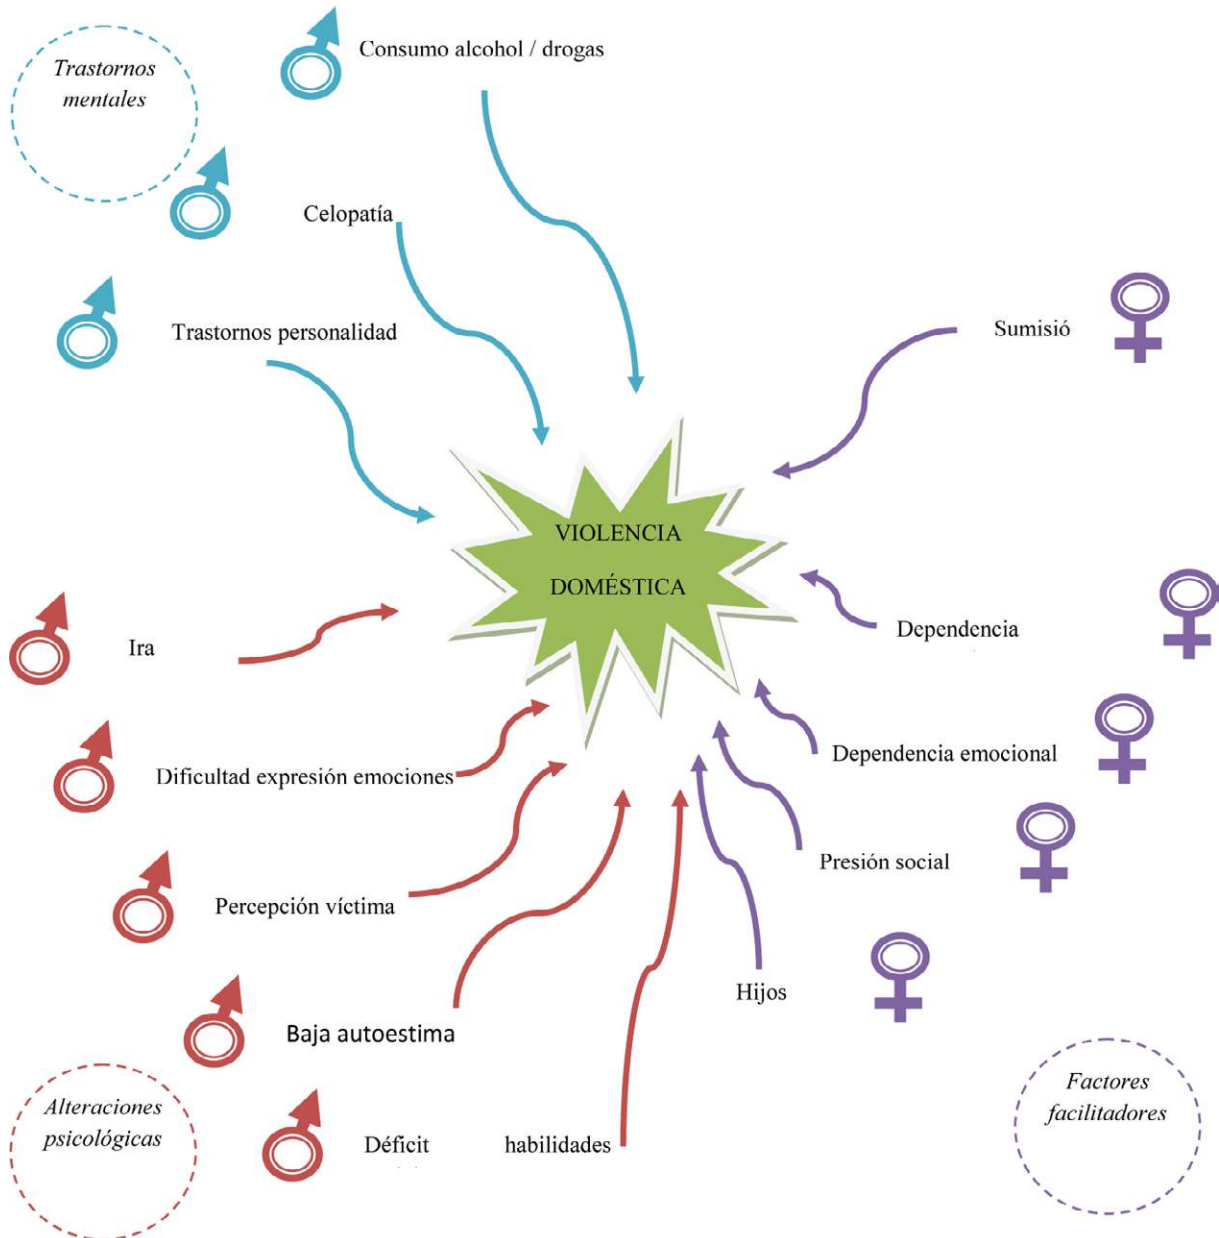 Trastornos
mentales
Consumo alcohol / drogas
Celopatía
Trastornos personalidad
Sumisió
VIOLENCIA
DOMÉSTICA
Ira
Dependencia
Dificultad expresión emociones
Dependencia emocional
Percepción víctima
Presión social
Baja autoestima
Hijos
Alteraciones
psicológicas
Déficit habilidades
Factores
facilitadores